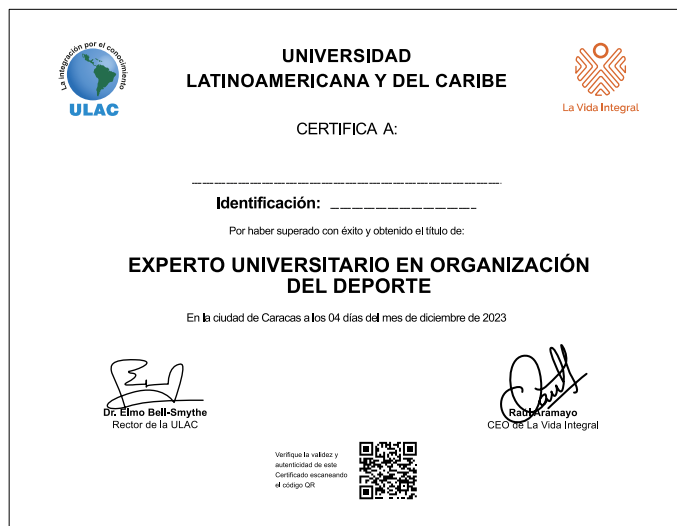 La integración por el conocimiento
ULAC
UNIVERSIDAD
LATINOAMERICANA Y DEL CARIBE
La Vida Integral
CERTIFICA A:
Identificación:
Por haber superado con éxito y obtenido el título de:
EXPERTO UNIVERSITARIO EN ORGANIZACIÓN
DEL DEPORTE
En la ciudad de Caracas a los 04 días del mes de diciembre de 2023
Dr. Elmo Bell-Smythe
Rector de la ULAC
Raúl Aramayo
CEO de La Vida Integral
Verifique la validez y
autenticidad de este
Certificado escaneando
el código QR